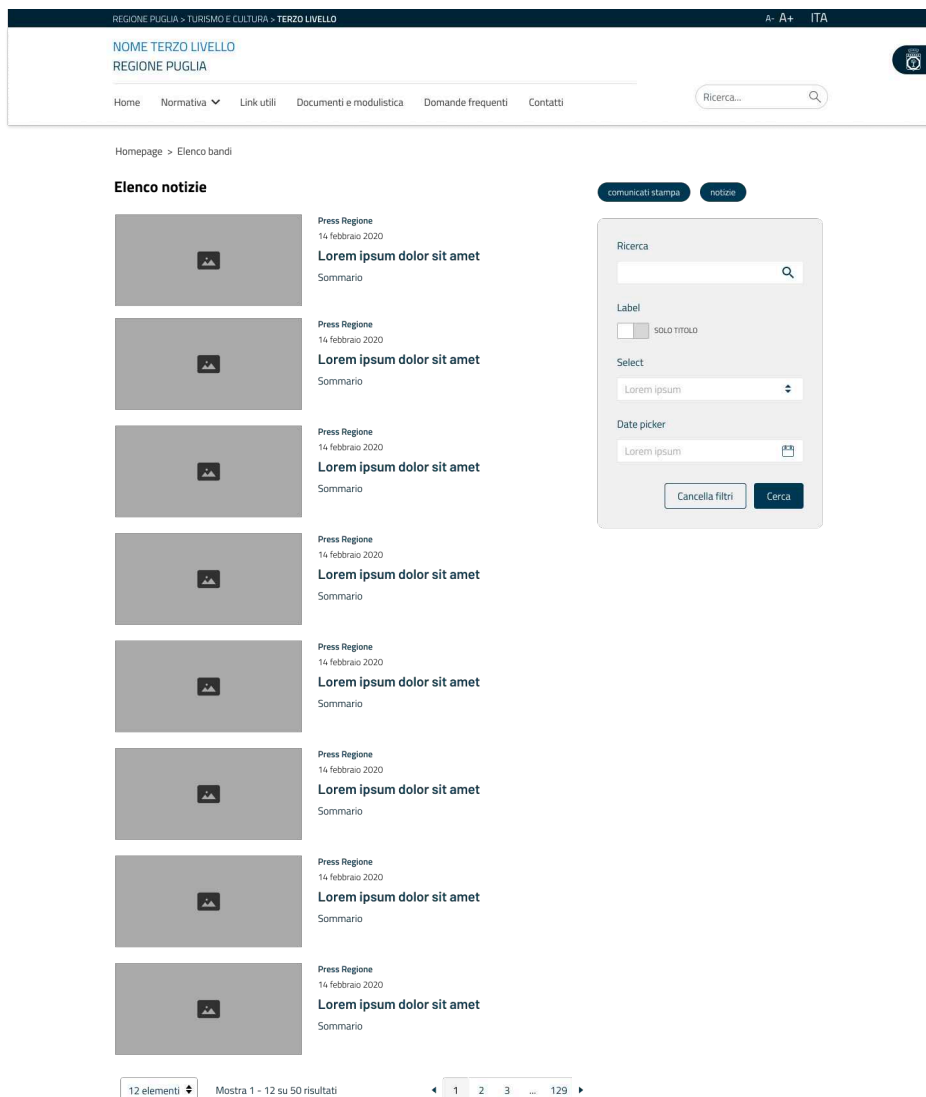 REGIONE PUGLIA > TURISMO E CULTURA > TERZO LIVELLO
A- A+ ITA
NOME TERZO LIVELLO
REGIONE PUGLIA
Home Normativa Link utili Documenti e modulistica Domande frequenti Contatti
Ricerca...
Homepage > Elenco bandi
Elenco notizie
Press Regione
14 febbraio 2020
Lorem ipsum dolor sit amet
Sommario
Press Regione
14 febbraio 2020
Lorem ipsum dolor sit amet
Sommario
Press Regione
14 febbraio 2020
Lorem ipsum dolor sit amet
Sommario
Press Regione
14 febbraio 2020
Lorem ipsum dolor sit amet
Sommario
Press Regione
14 febbraio 2020
Lorem ipsum dolor sit amet
Sommario
Press Regione
14 febbraio 2020
Lorem ipsum dolor sit amet
Sommario
Press Regione
14 febbraio 2020
Lorem ipsum dolor sit amet
Sommario
Press Regione
14 febbraio 2020
Lorem ipsum dolor sit amet
Sommario
12 elementi Mostra 1 - 12 su 50 risultati 1 2 3 ... 129
comunicati stampa notizie
Ricerca
Label
SOLO TITOLO
Select
Lorem ipsum
Date picker
Lorem ipsum
Cancella filtri Cerca